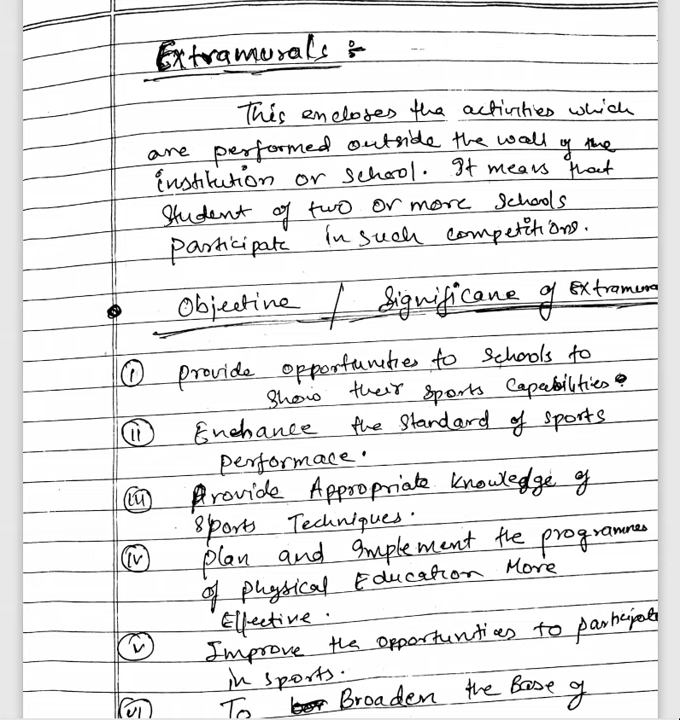 Extramurals :-
This encloses the activities which
are performed outside the wall of the
institution or school. It means that
Student of two or more Schools
participate in such competitions.
Objective / Significane of Extramura
(i) provide opportunities to schools to
show their sports capabilities.
(ii) Enchance the standard of sports
performace.
(iii) Provide Appropriate knowledge of
sports Techniques.
(iv) plan and Implement the programmes
of physical Education More
Effective.
(v) Improve the opportunities to participate
in sports.
(vi) To Broaden the Base of